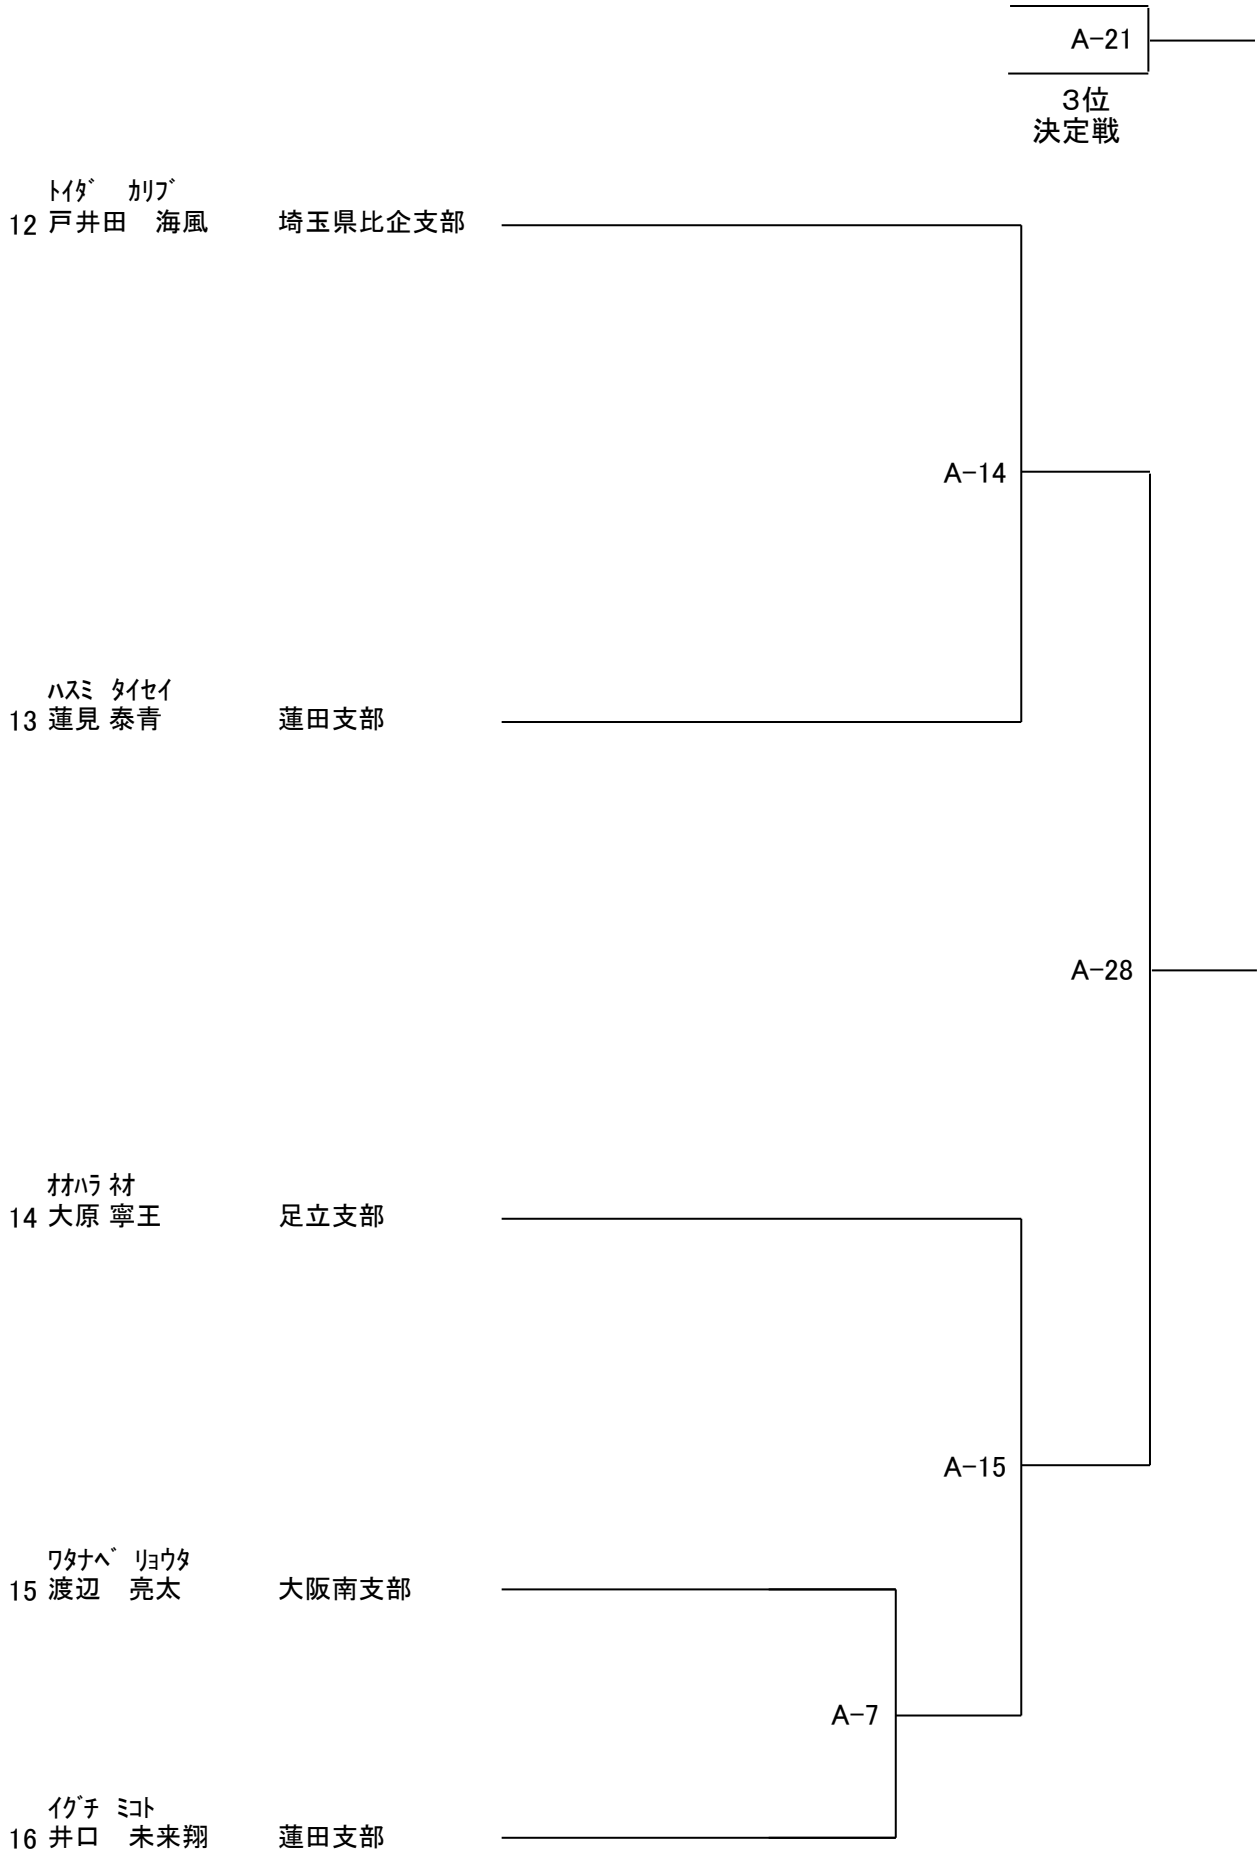 A-21
3位
決定戦
ﾄｲﾀﾞ ｶﾘﾌﾞ
12 戸井田 海風 埼玉県比企支部
A-14
ﾊｽﾐ ﾀｲｾｲ
13 蓮見 泰青 蓮田支部
A-28
ｵｵﾊﾗ ﾈｵ
14 大原 寧王 足立支部
A-15
ﾜﾀﾅﾍﾞ ﾘｮｳﾀ
15 渡辺 亮太 大阪南支部
A-7
ｲｸﾞﾁ ﾐｺﾄ
16 井口 未来翔 蓮田支部